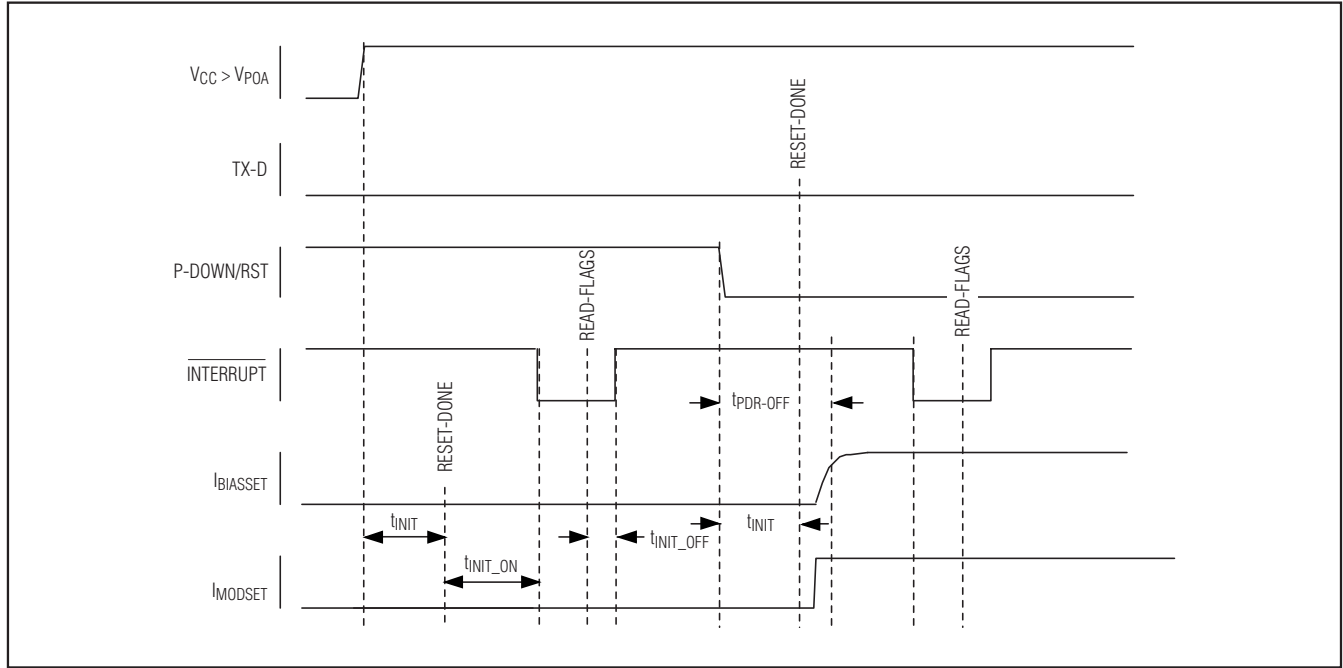 VCC > VPOA
TX-D
P-DOWN/RST
INTERRUPT
IBIASSET
IMODSET
RESET-DONE
READ-FLAGS
RESET-DONE
READ-FLAGS
tPDR-OFF
tINIT
tINIT_ON
tINIT_OFF
tINIT